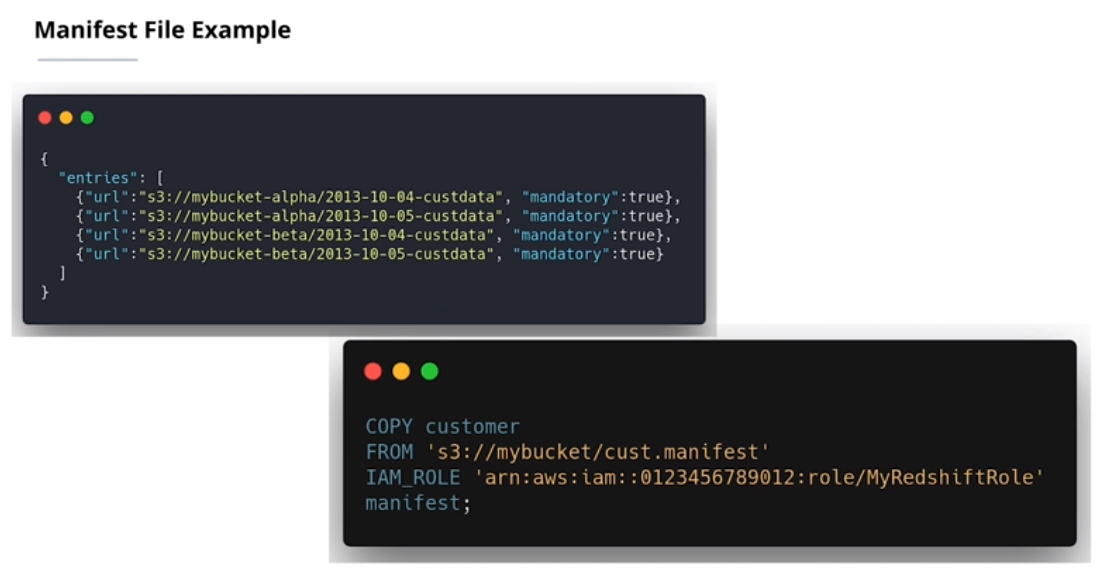 Manifest File Example
{
"entries": [
{"url":"s3://mybucket-alpha/2013-10-04-custdata", "mandatory":true},
{"url":"s3://mybucket-alpha/2013-10-05-custdata", "mandatory":true},
{"url":"s3://mybucket-beta/2013-10-04-custdata", "mandatory":true},
{"url":"s3://mybucket-beta/2013-10-05-custdata", "mandatory":true}
]
}
COPY customer
FROM 's3://mybucket/cust.manifest'
IAM_ROLE 'arn:aws:iam::0123456789012:role/MyRedshiftRole'
manifest;